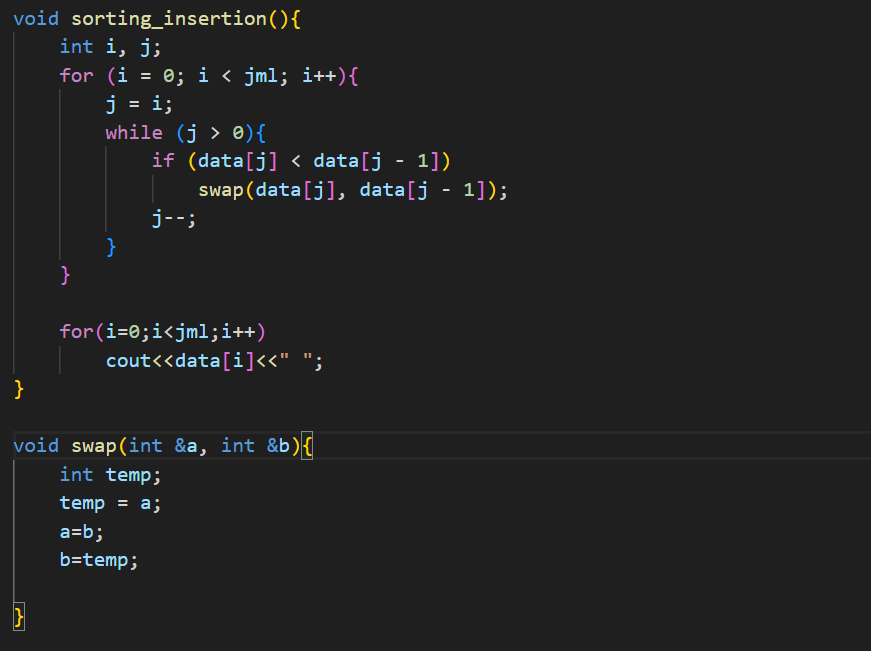 void sorting_insertion(){
    int i, j;
    for (i = 0; i < jml; i++){
        j = i;
        while (j > 0){
            if (data[j] < data[j - 1])
                swap(data[j], data[j - 1]);
            j--;
        }
    }

    for(i=0;i<jml;i++)
        cout<<data[i]<<" ";
}

void swap(int &a, int &b){
    int temp;
    temp = a;
    a=b;
    b=temp;

}